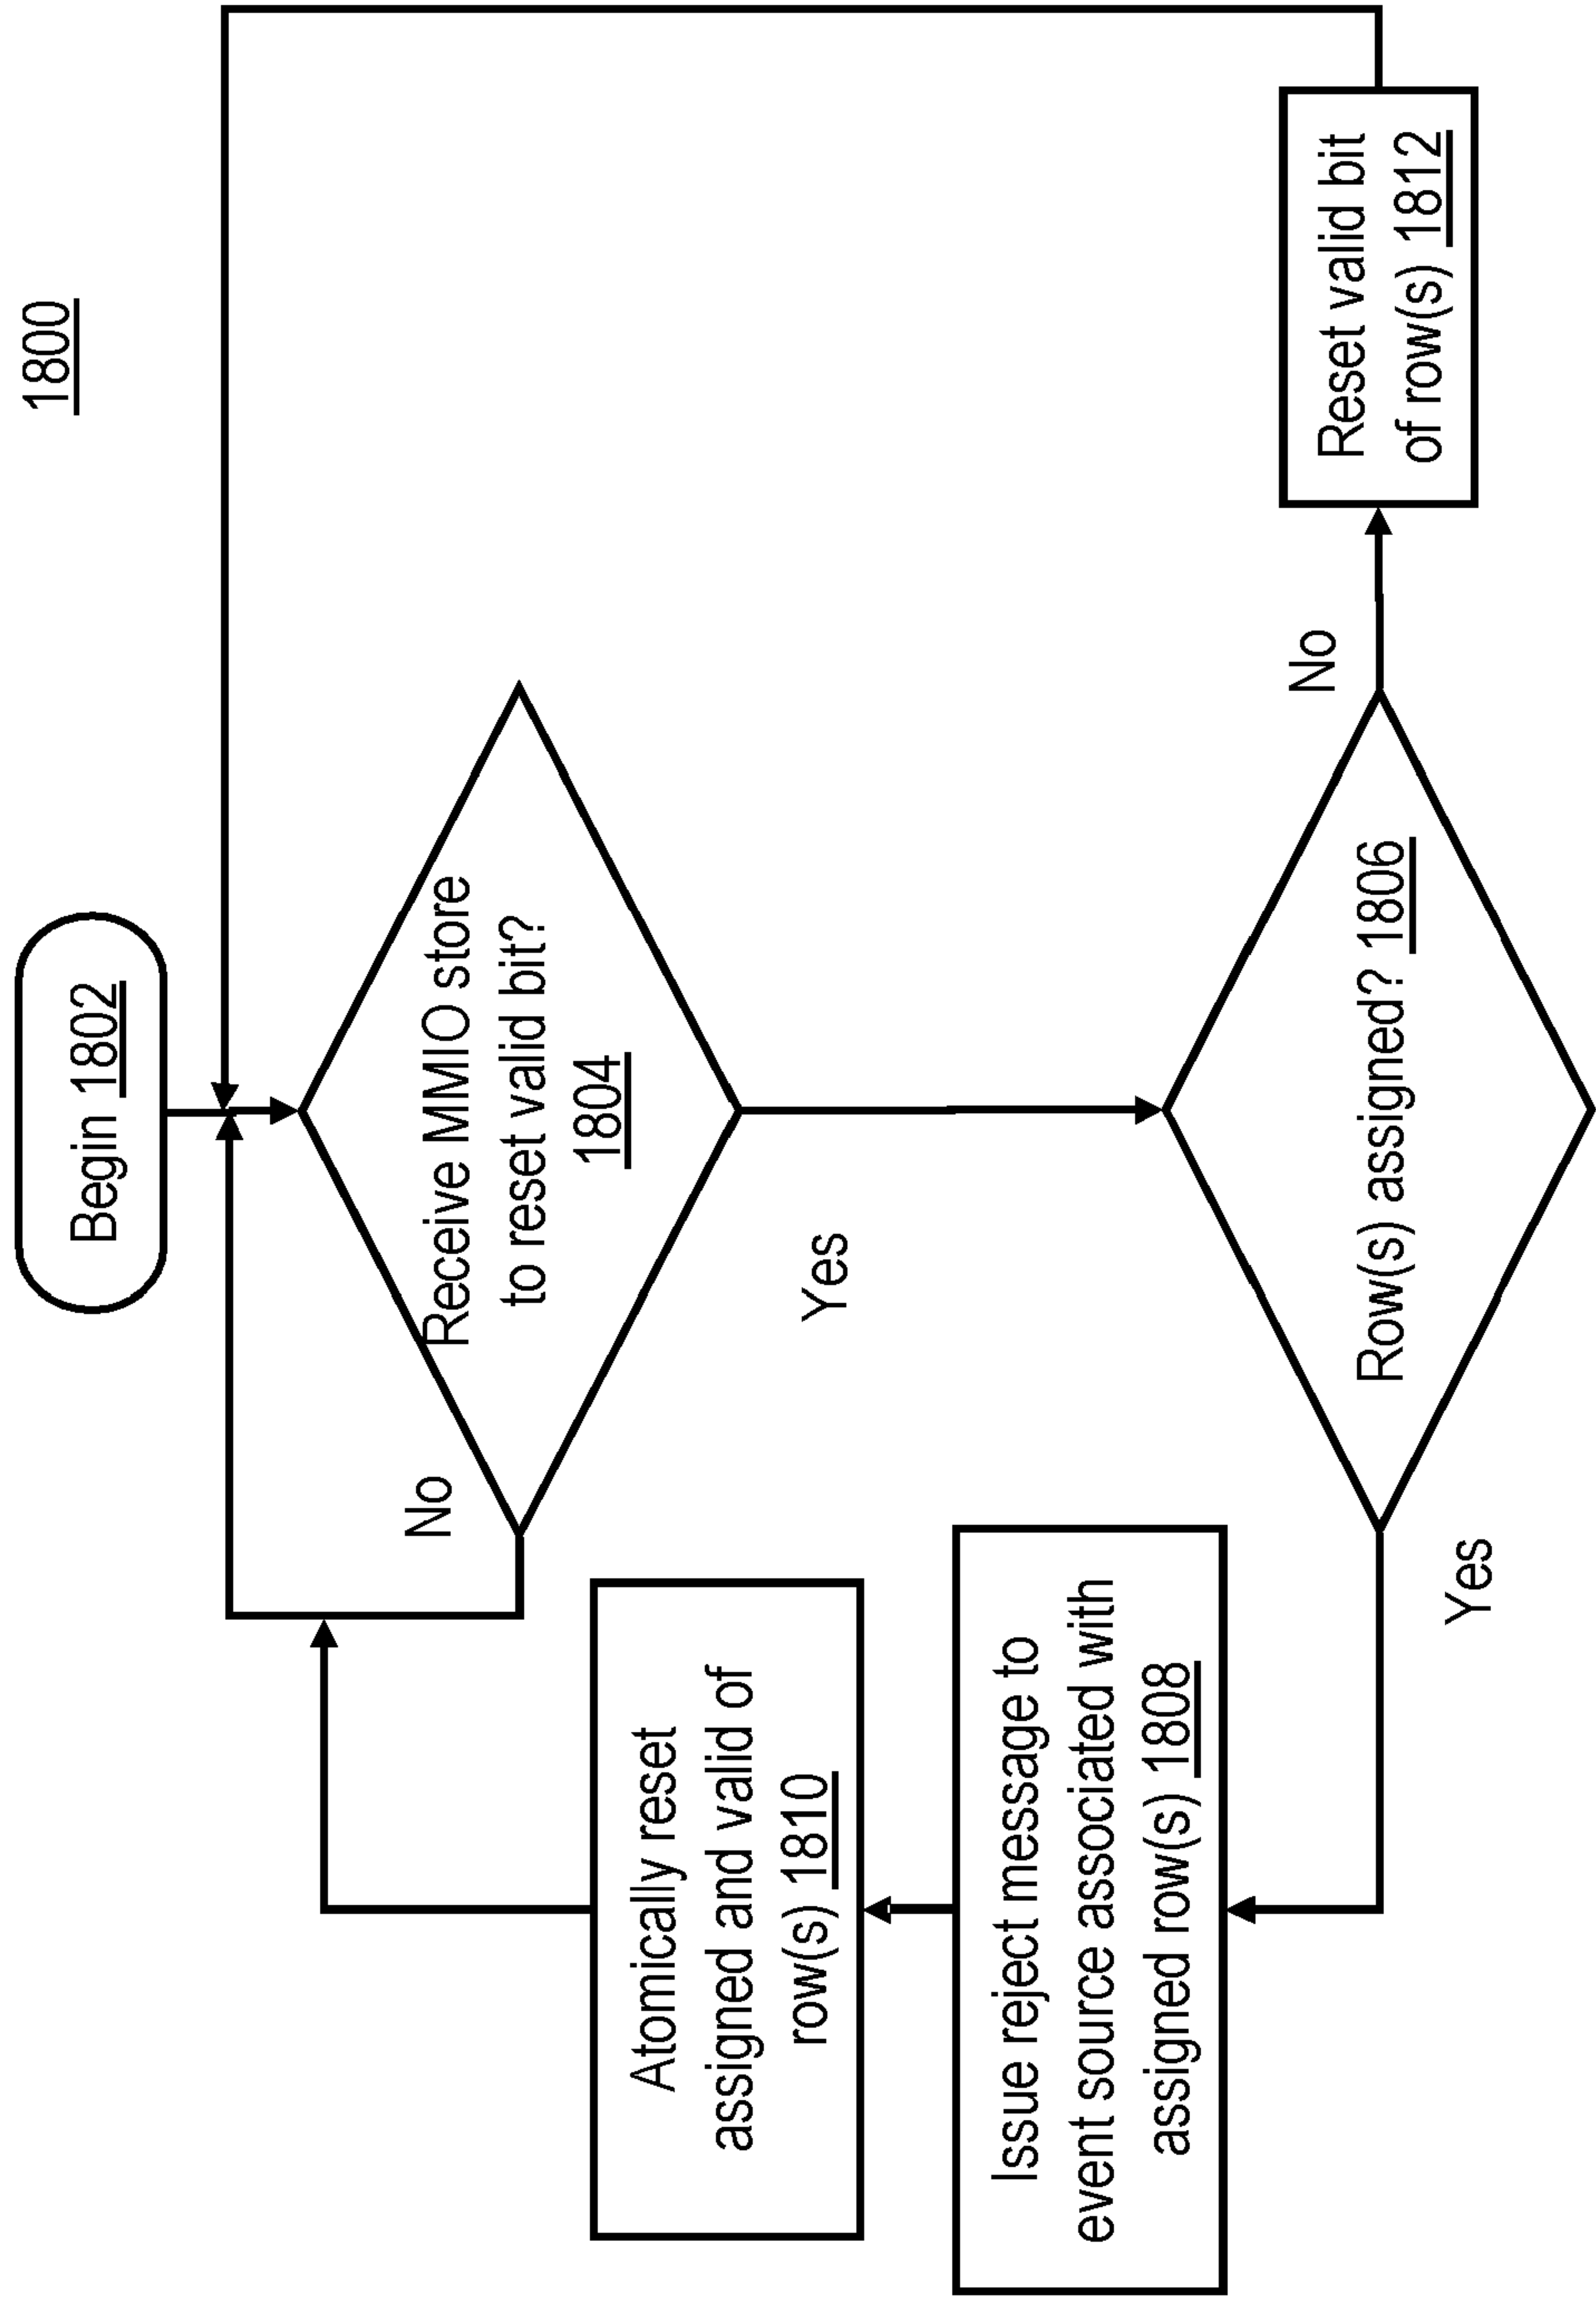 1800
Begin 1802
Receive MMIO store
to reset valid bit?
1804
No
Yes
Row(s) assigned? 1806
No
Yes
Reset valid bit
of row(s) 1812
Issue reject message to
event source associated with
assigned row(s) 1808
Atomically reset
assigned and valid of
row(s) 1810